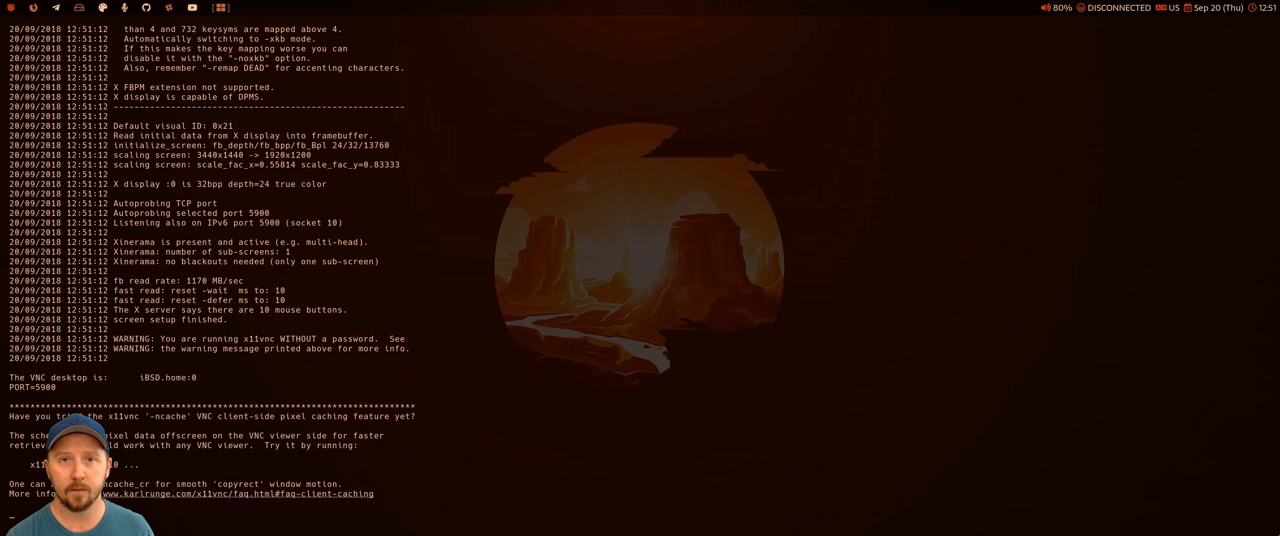 80% DISCONNECTED US Sep 20 (Thu) 12:51
20/09/2018 12:51:12 than 4 and 732 keysyms are mapped above 4.
20/09/2018 12:51:12 Automatically switching to -xkb mode.
20/09/2018 12:51:12 If this makes the key mapping worse you can
20/09/2018 12:51:12 disable it with the "-noxkb" option.
20/09/2018 12:51:12 Also, remember "-remap DEAD" for accenting characters.
20/09/2018 12:51:12
20/09/2018 12:51:12 X FBPM extension not supported.
20/09/2018 12:51:12 X display is capable of DPMS.
20/09/2018 12:51:12 --------------------------------------------------------
20/09/2018 12:51:12
20/09/2018 12:51:12 Default visual ID: 0x21
20/09/2018 12:51:12 Read initial data from X display into framebuffer.
20/09/2018 12:51:12 initialize_screen: fb_depth/fb_bpp/fb_Bpl 24/32/13760
20/09/2018 12:51:12 scaling screen: 3440x1440 -> 1920x1200
20/09/2018 12:51:12 scaling screen: scale_fac_x=0.55814 scale_fac_y=0.83333
20/09/2018 12:51:12
20/09/2018 12:51:12 X display :0 is 32bpp depth=24 true color
20/09/2018 12:51:12
20/09/2018 12:51:12 Autoprobing TCP port
20/09/2018 12:51:12 Autoprobing selected port 5900
20/09/2018 12:51:12 Listening also on IPv6 port 5900 (socket 10)
20/09/2018 12:51:12
20/09/2018 12:51:12 Xinerama is present and active (e.g. multi-head).
20/09/2018 12:51:12 Xinerama: number of sub-screens: 1
20/09/2018 12:51:12 Xinerama: no blackouts needed (only one sub-screen)
20/09/2018 12:51:12
20/09/2018 12:51:12 fb read rate: 1170 MB/sec
20/09/2018 12:51:12 fast read: reset -wait ms to: 10
20/09/2018 12:51:12 fast read: reset -defer ms to: 10
20/09/2018 12:51:12 The X server says there are 10 mouse buttons.
20/09/2018 12:51:12 screen setup finished.
20/09/2018 12:51:12
20/09/2018 12:51:12 WARNING: You are running x11vnc WITHOUT a password. See
20/09/2018 12:51:12 WARNING: the warning message printed above for more info.
20/09/2018 12:51:12
The VNC desktop is: iBSD.home:0
PORT=5900
******************************************************************************
Have you tr the x11vnc '-ncache' VNC client-side pixel caching feature yet?
The sche pixel data offscreen on the VNC viewer side for faster
retriev ld work with any VNC viewer. Try it by running:
x11 10 ...
One can ncache_cr for smooth 'copyrect' window motion.
More info www.karlrunge.com/x11vnc/faq.html#faq-client-caching